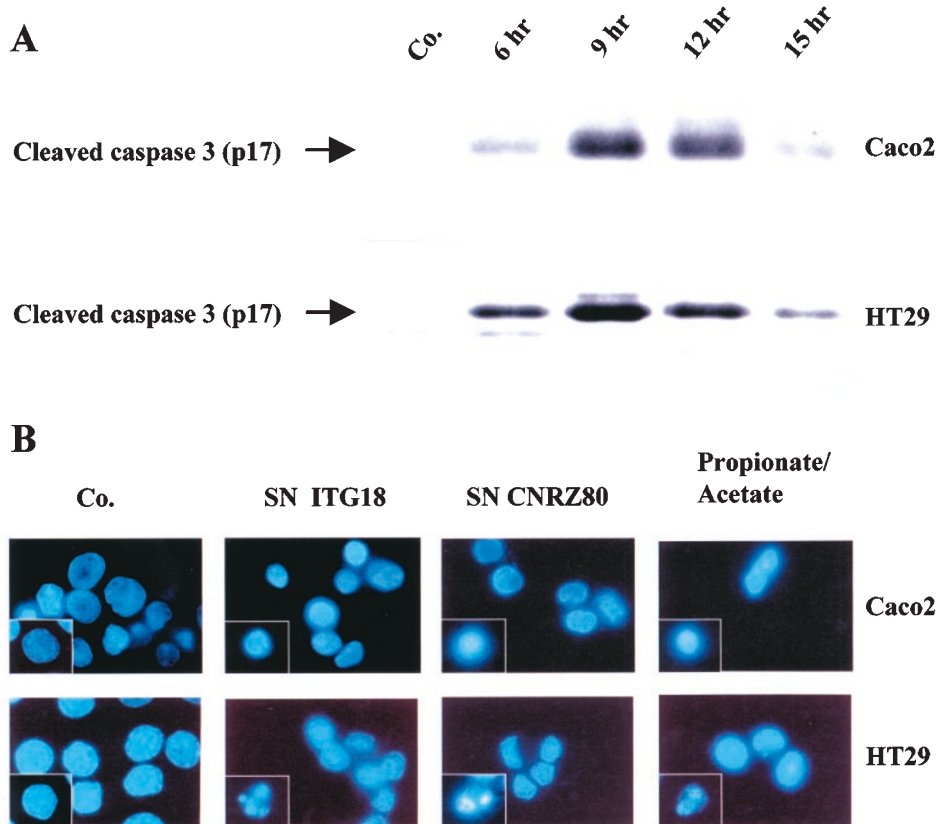 A
Co.
6 hr
9 hr
12 hr
15 hr
Cleaved caspase 3 (p17)
Caco2
Cleaved caspase 3 (p17)
HT29
B
Co.
SN ITG18
SN CNRZ80
Propionate/
Acetate
Caco2
HT29